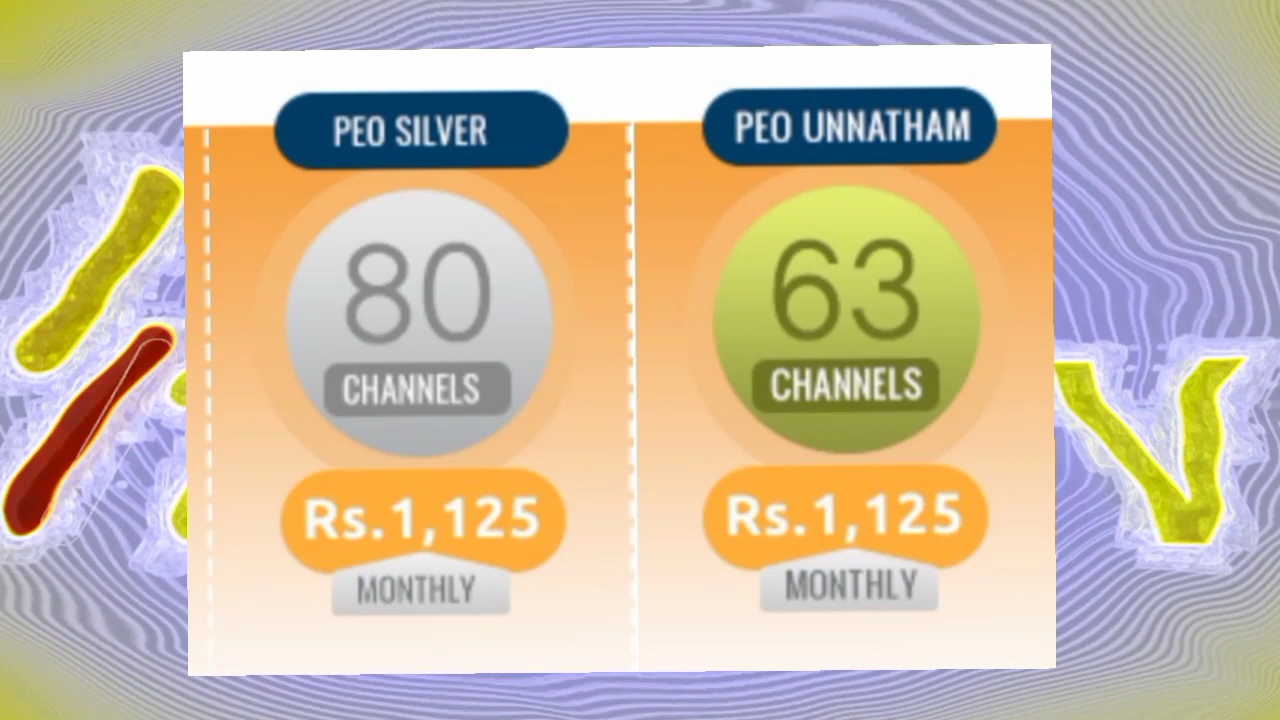 PEO SILVER
80
CHANNELS
Rs.1,125
MONTHLY
PEO UNNATHAM
63
CHANNELS
Rs.1,125
MONTHLY
V